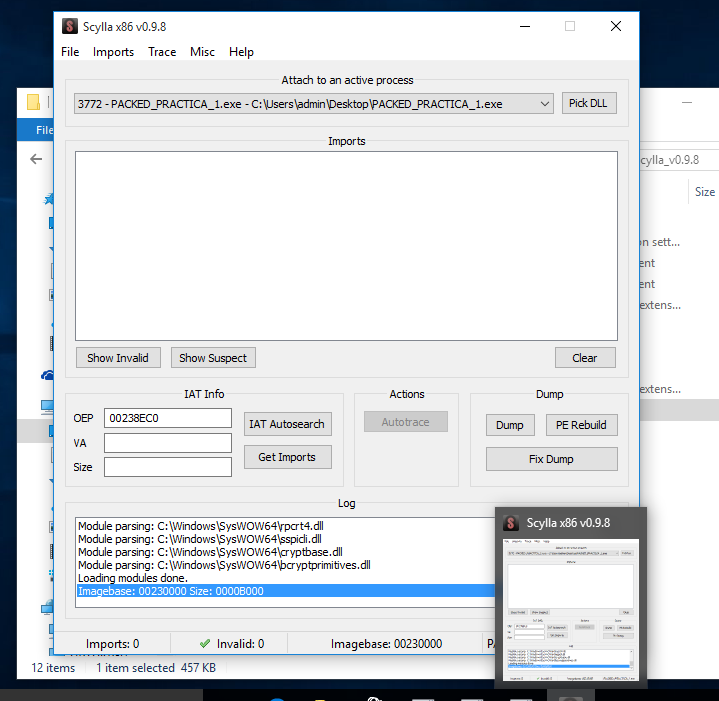 Scylla x86 v0.9.8
File Imports Trace Misc Help
Attach to an active process
3772 - PACKED_PRACTICA_1.exe - C:\Users\admin\Desktop\PACKED_PRACTICA_1.exe
Pick DLL
Imports
Show Invalid
Show Suspect
Clear
IAT Info
OEP 00238EC0
VA
Size
IAT Autosearch
Get Imports
Actions
Autotrace
Dump
Dump
PE Rebuild
Fix Dump
Log
Module parsing: C:\Windows\SysWOW64\rpcrt4.dll
Module parsing: C:\Windows\SysWOW64\sspicli.dll
Module parsing: C:\Windows\SysWOW64\cryptbase.dll
Module parsing: C:\Windows\SysWOW64\bcryptprimitives.dll
Loading modules done.
Imagebase: 00230000 Size: 0000B000
Imports: 0
Invalid: 0
Imagebase: 00230000
PA
File
cylla_v0.9.8
Size
on sett...
ent
ent
extens...
extens...
12 items
1 item selected 457 KB
Scylla x86 v0.9.8